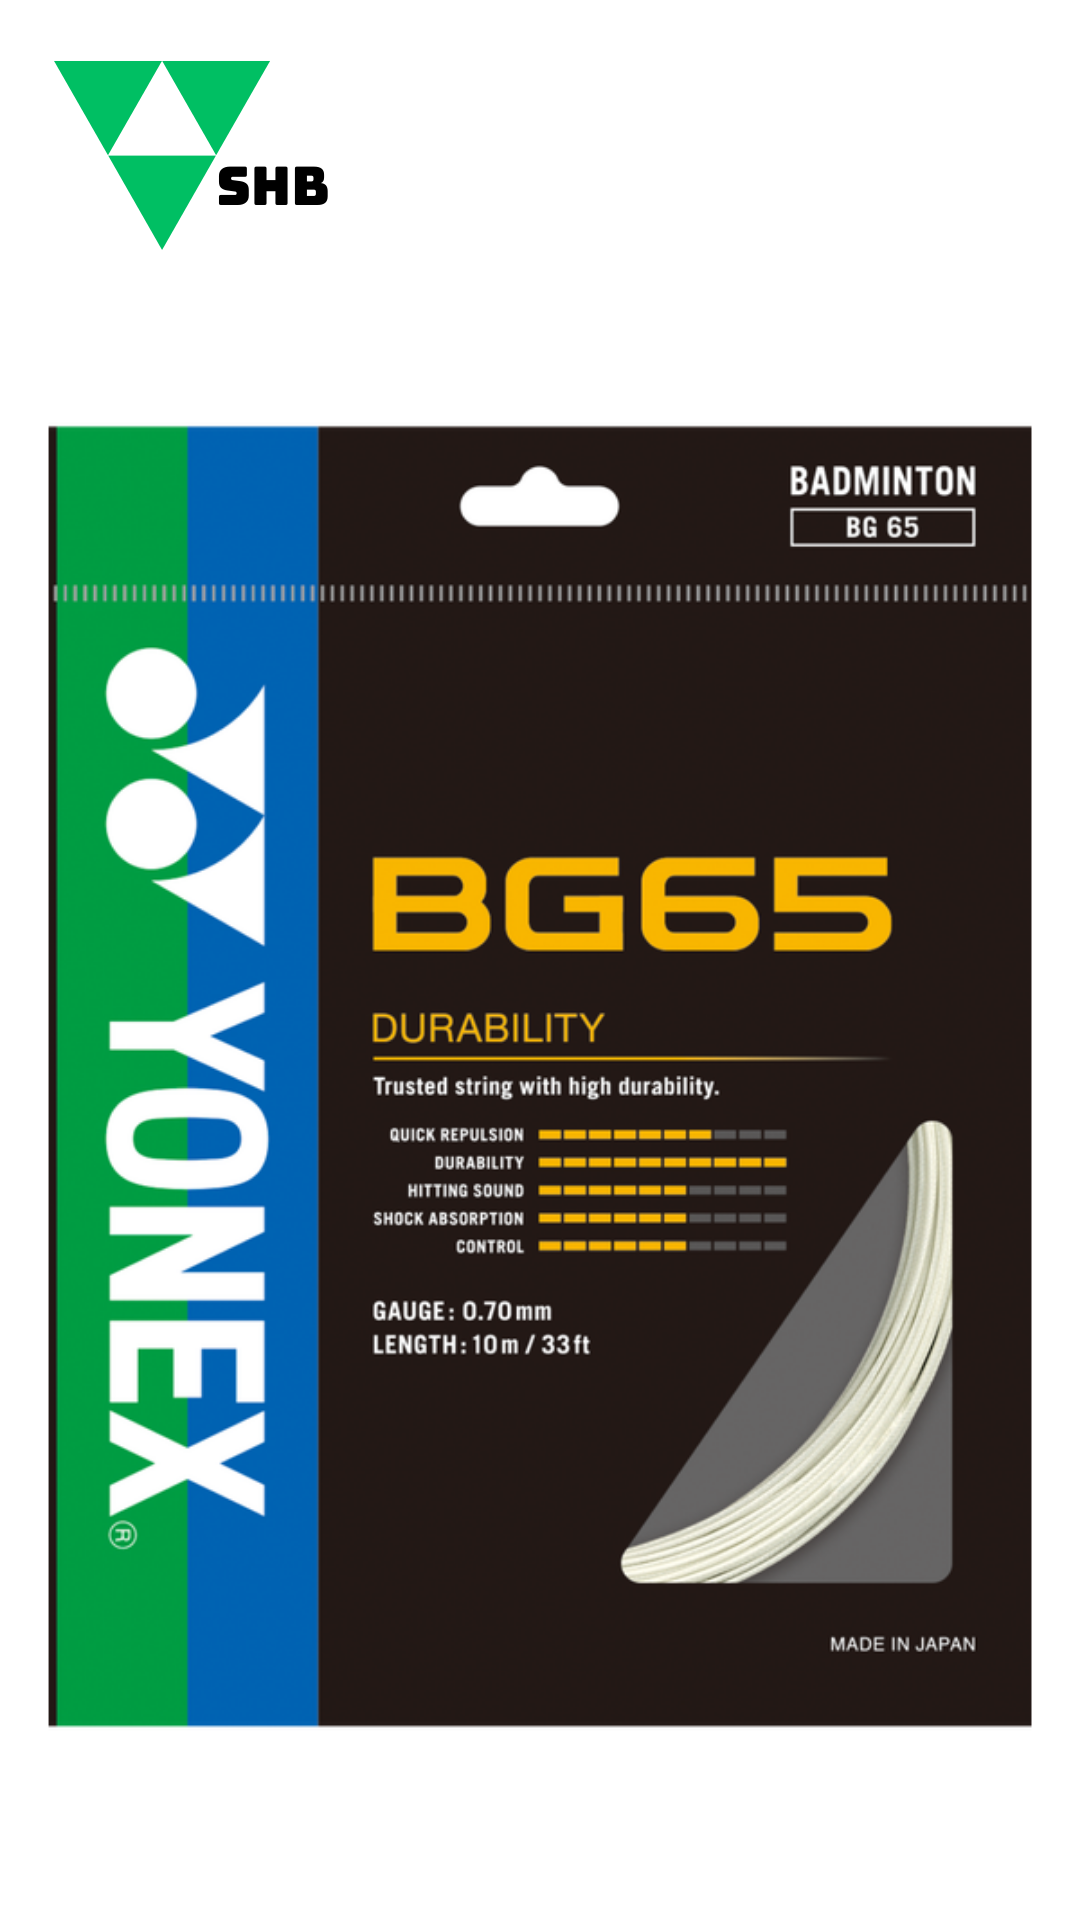 SHB
BADMINTON
BG 65
YONEX
®
BG65
DURABILITY
Trusted string with high durability.
QUICK REPULSION
DURABILITY
HITTING SOUND
SHOCK ABSORPTION
CONTROL
GAUGE: 0.70mm
LENGTH: 10m / 33ft
MADE IN JAPAN